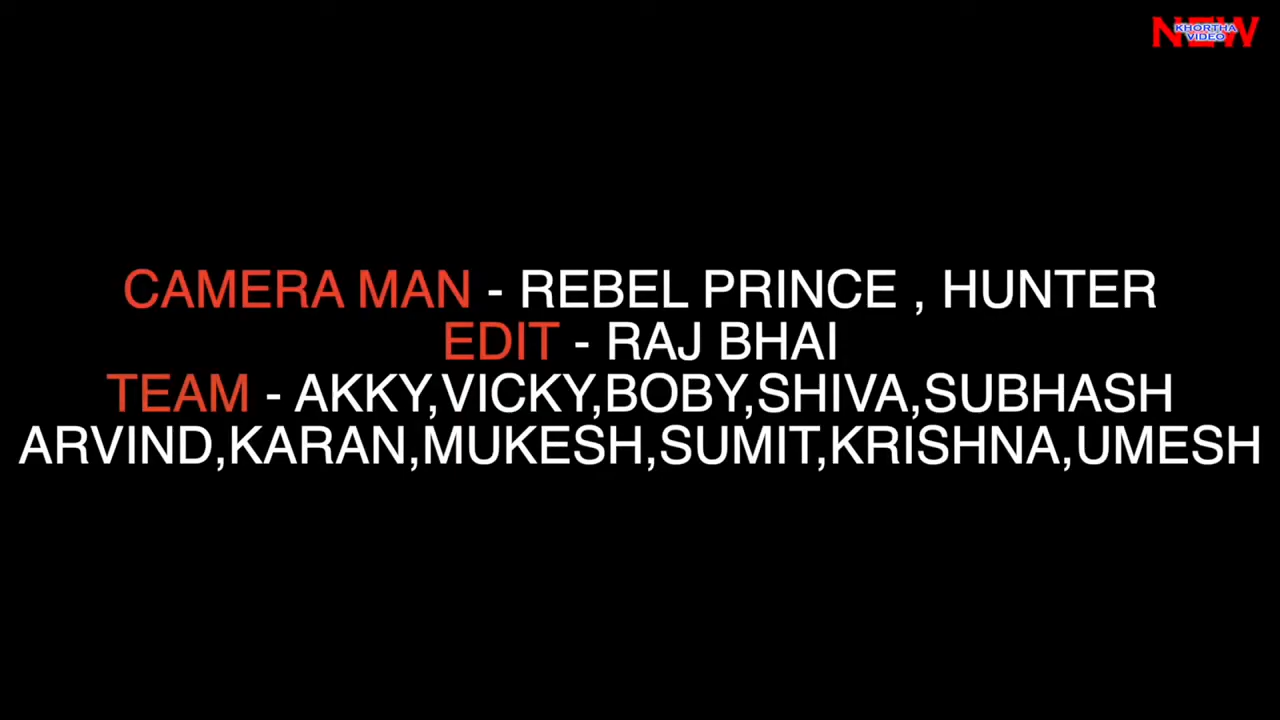 NEW
KHORTHA
VIDEO
CAMERA MAN - REBEL PRINCE , HUNTER
EDIT - RAJ BHAI
TEAM - AKKY,VICKY,BOBY,SHIVA,SUBHASH
ARVIND,KARAN,MUKESH,SUMIT,KRISHNA,UMESH